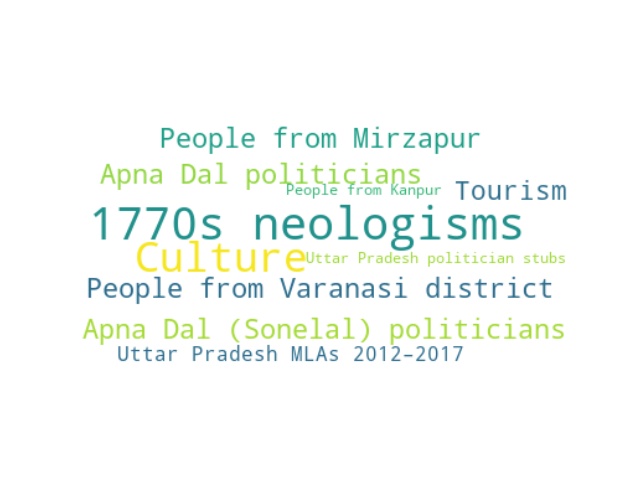 People from Mirzapur
Apna Dal politicians
People from Kanpur
Tourism
1770s neologisms
Culture
Uttar Pradesh politician stubs
People from Varanasi district
Apna Dal (Sonelal) politicians
Uttar Pradesh MLAs 2012–2017